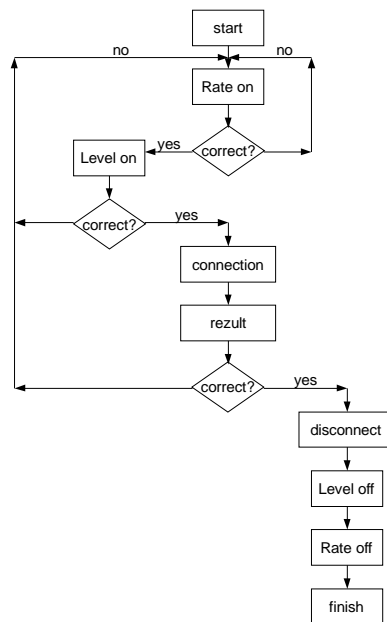 start
no
no
Rate on
yes
correct?
Level on
correct?
yes
connection
rezult
correct?
yes
disconnect
Level off
Rate off
finish